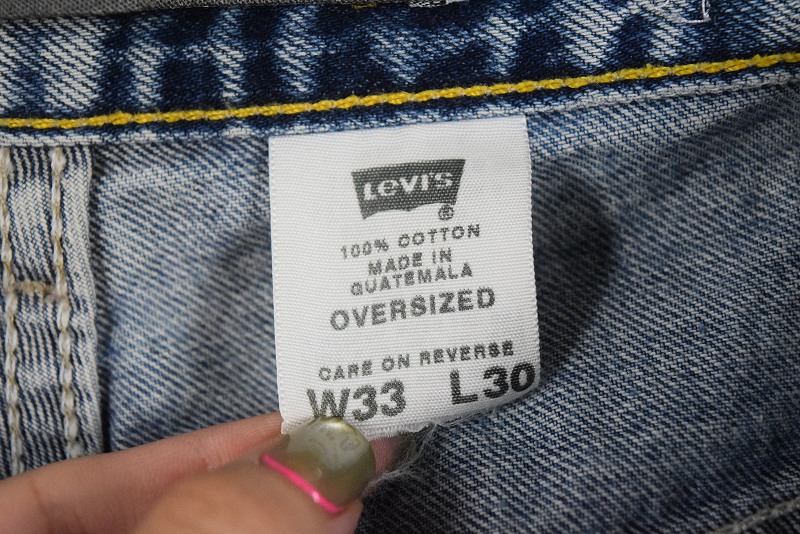 Levi's
®
100% COTTON
MADE IN
GUATEMALA
OVERSIZED
CARE ON REVERSE
W33 L30